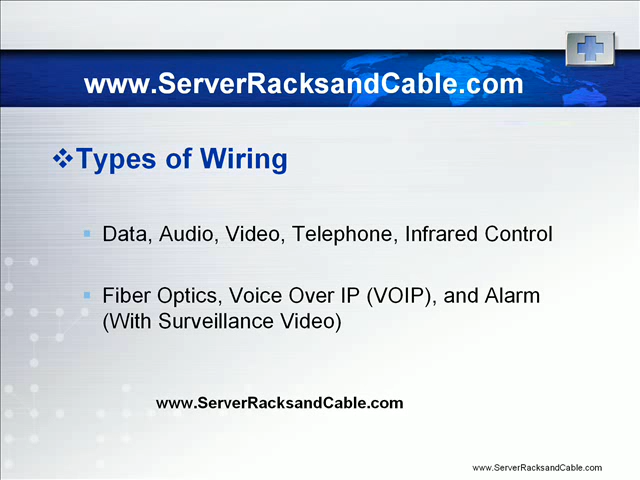 www.ServerRacksandCable.com
❖Types of Wiring
▪ Data, Audio, Video, Telephone, Infrared Control
▪ Fiber Optics, Voice Over IP (VOIP), and Alarm
(With Surveillance Video)
www.ServerRacksandCable.com
www.ServerRacksandCable.com